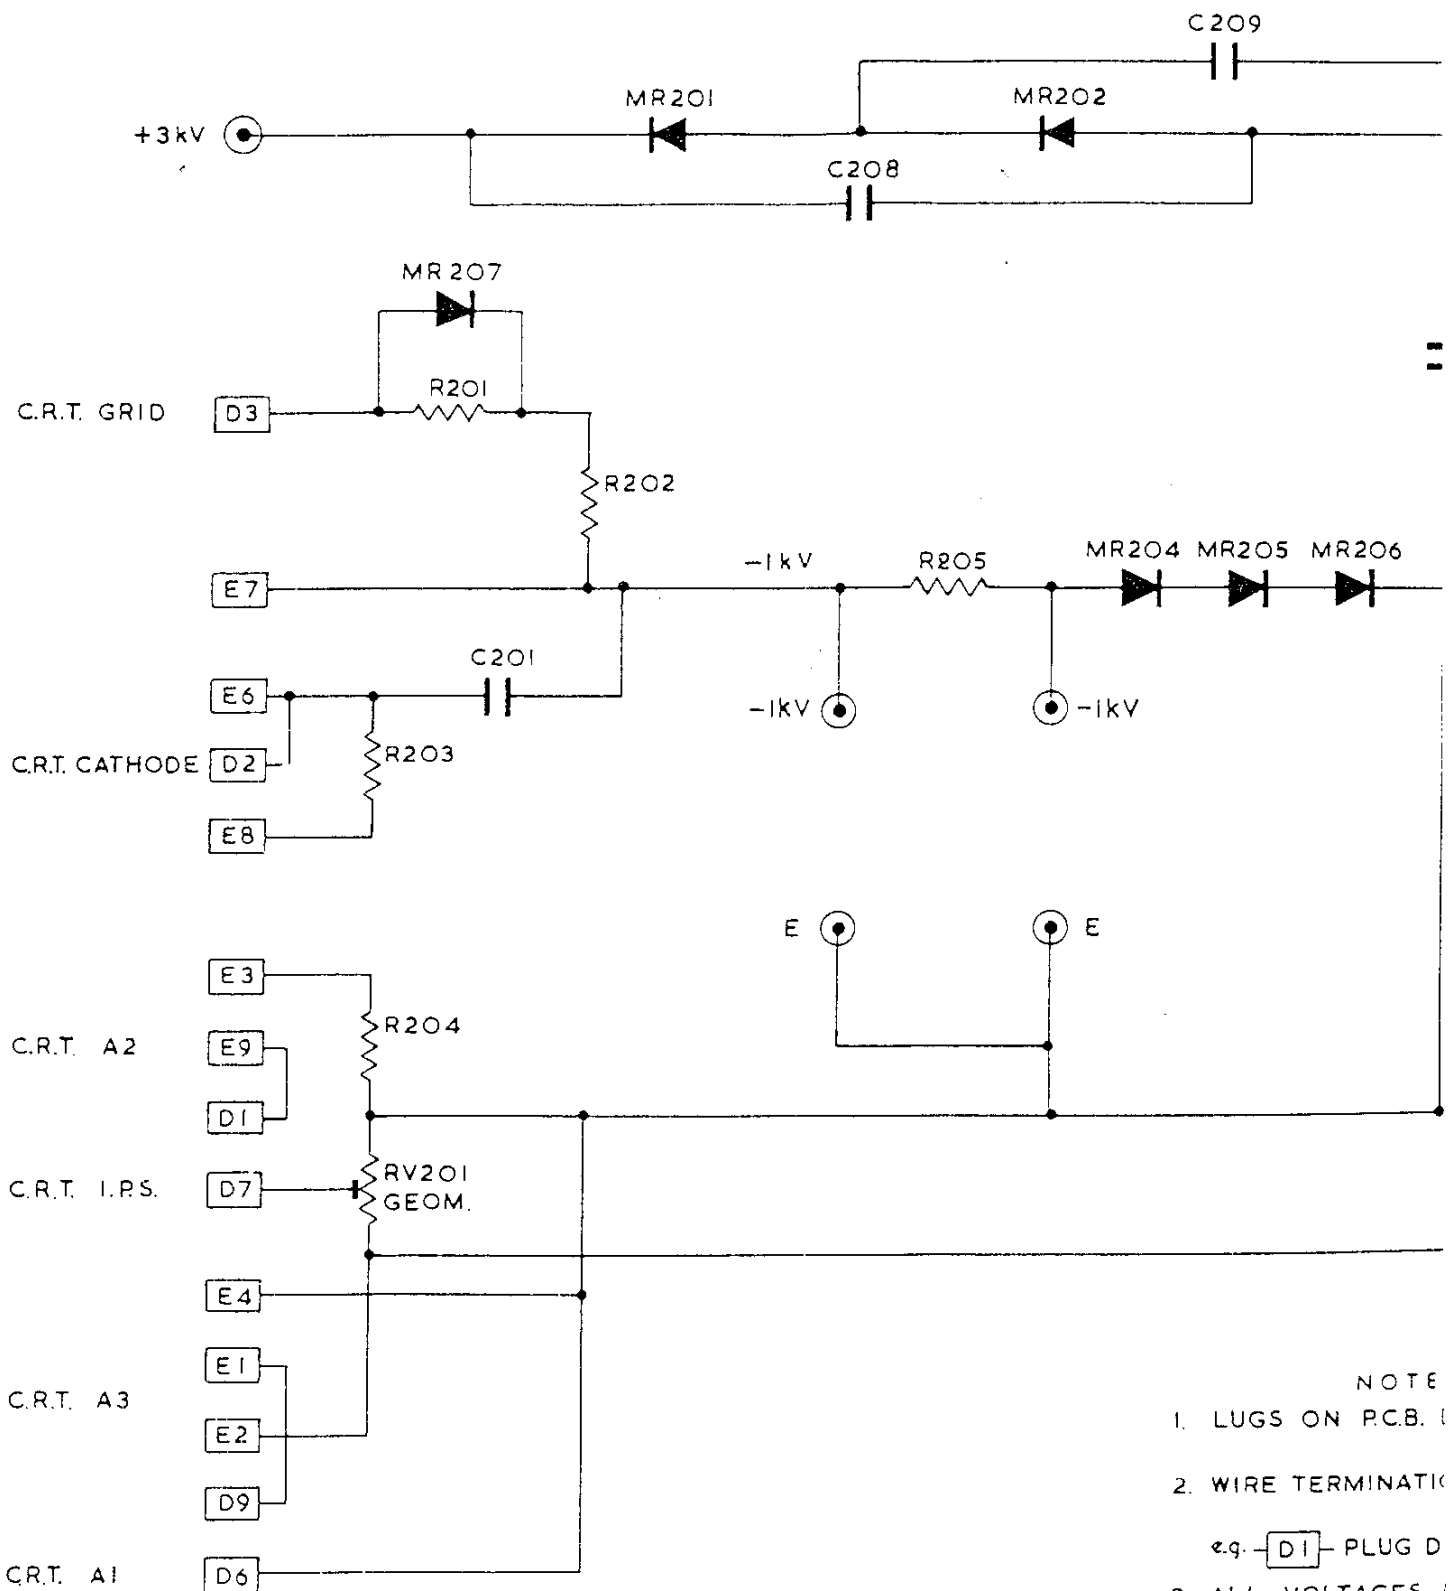 C209
MR201
MR202
+3kV
C208
MR207
R201
C.R.T. GRID
D3
R202
-1kV
R205
MR204 MR205 MR206
E7
C201
E6
-1kV
-1kV
R203
C.R.T. CATHODE
D2
E8
E
E
E3
R204
C.R.T. A2
E9
D1
RV201
GEOM.
C.R.T. I.P.S.
D7
E4
E1
C.R.T. A3
E2
D9
C.R.T. A1
D6
NOTE
1. LUGS ON P.C.B.
2. WIRE TERMINATI
e.g. D1 PLUG D
ALL VOLTAGES